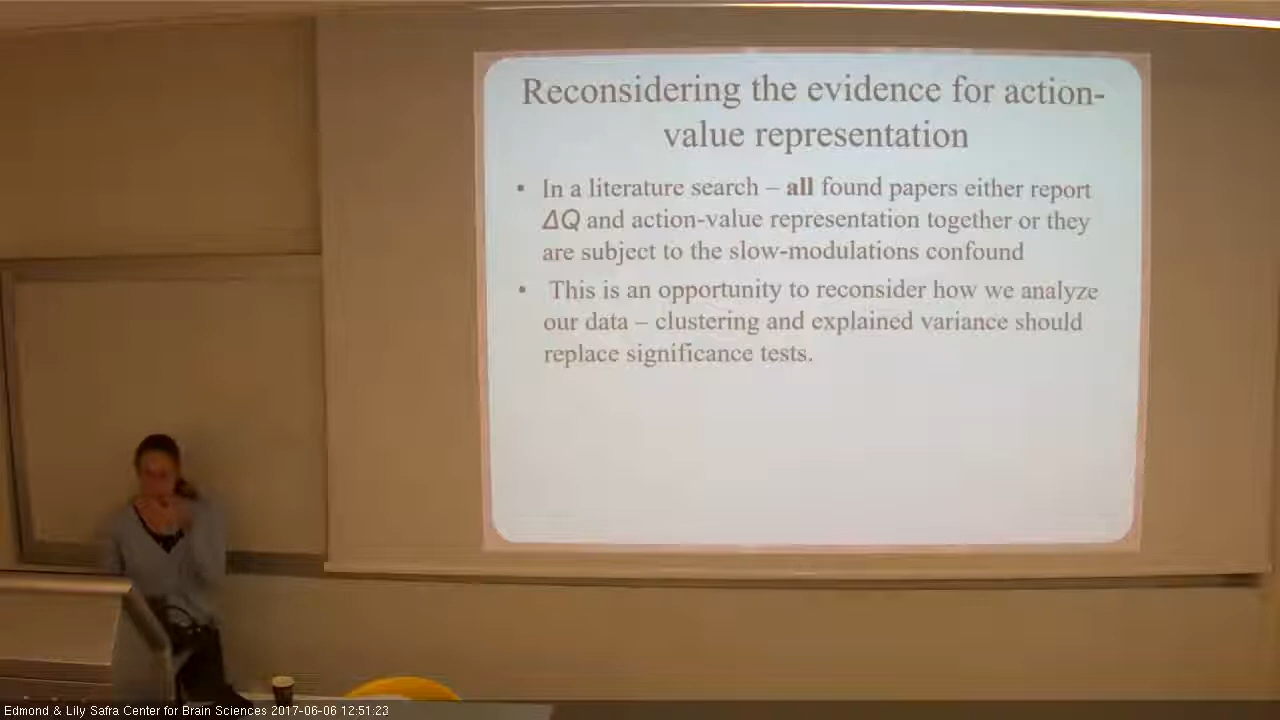 Reconsidering the evidence for action-
value representation
• In a literature search – all found papers either report
ΔQ and action-value representation together or they
are subject to the slow-modulations confound
• This is an opportunity to reconsider how we analyze
our data – clustering and explained variance should
replace significance tests.
Edmond & Lily Safra Center for Brain Sciences 2017-06-06 12:51:23